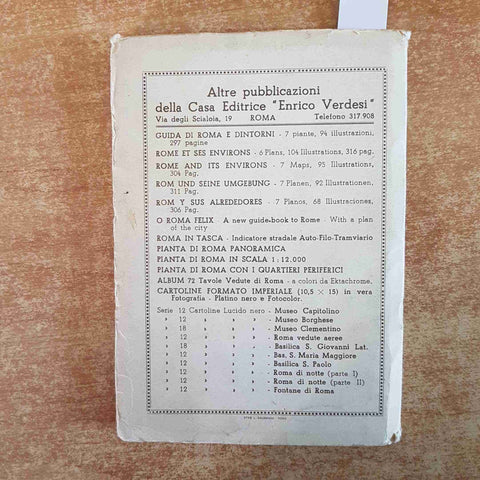 Altre pubblicazioni
della Casa Editrice "Enrico Verdesi"
Via degli Scialoia, 19 ROMA Telefono 317.908
GUIDA DI ROMA E DINTORNI - 7 piante, 94 illustrazioni,
297 pagine
ROME ET SES ENVIRONS - 6 Plans, 104 Illustrations, 316 pag.
ROME AND ITS ENVIRONS - 7 Maps, 95 Illustrations,
304 Pag.
ROM UND SEINE UMGEBUNG - 7 Planen, 92 Illustrationen,
311 Pag.
ROM Y SUS ALREDEDORES - 7 Planos, 68 Illustraciones,
306 Pag.
O ROMA FELIX - A new guide-book to Rome - With a plan
of the city
ROMA IN TASCA - Indicatore stradale Auto-Filo-Tramviario
PIANTA DI ROMA PANORAMICA
PIANTA DI ROMA IN SCALA 1:12.000
PIANTA DI ROMA CON I QUARTIERI PERIFERICI
ALBUM 72 Tavole Vedute di Roma - a colori da Ektachrome.
CARTOLINE FORMATO IMPERIALE (10,5 × 15) in vera
Fotografia - Platino nero e Fotocolor.
Serie 12 Cartoline Lucido nero - Museo Capitolino
» 12 » » » - Museo Borghese
» 18 » » » - Museo Clementino
» 12 » » » - Roma vedute aeree
» 18 » » » - Basilica S. Giovanni Lat.
» 12 » » » - Bas. S. Maria Maggiore
» 12 » » » - Basilica S. Paolo
» 12 » » » - Roma di notte (parte I)
» 12 » » » - Roma di notte (parte II)
» 12 » » » - Fontane di Roma